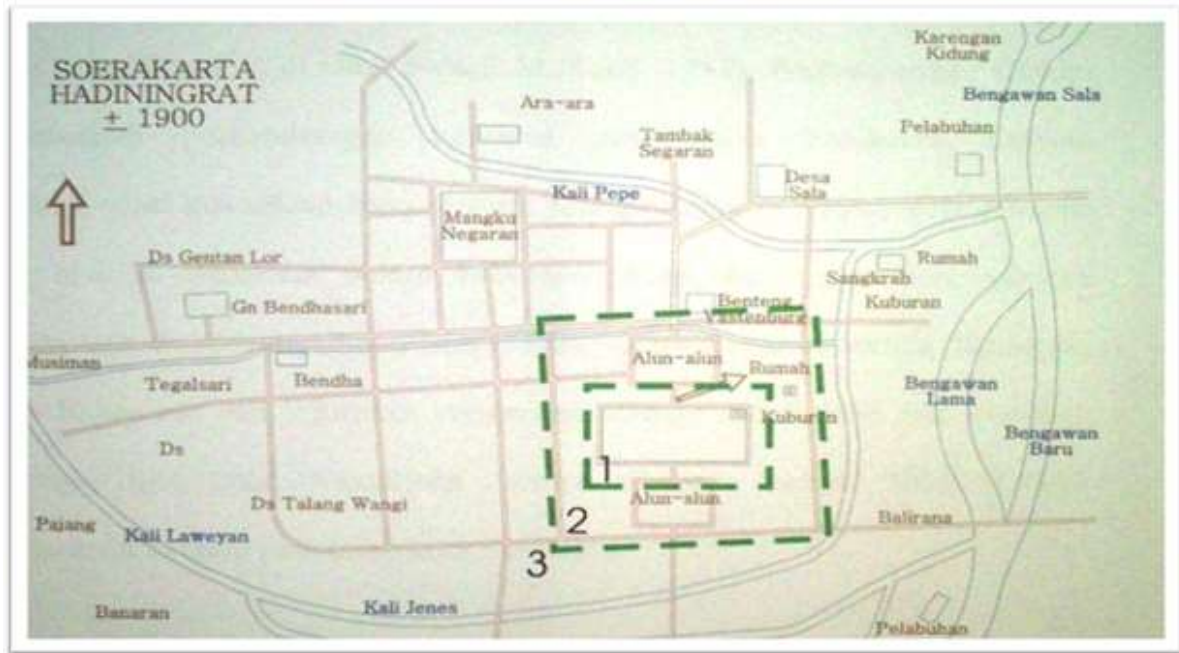 SOERAKARTA
HADININGRAT
± 1900
Karengan
Kidung
Bengawan Sala
Ara-ara
Pelabuhan
Tambak
Segaran
Desa
Sala
Kali Pepe
Mangku
Negaran
Ds Gentan Lor
Rumah
Sangkrah
Kuburan
Gn Bendhasari
Benteng
Vastenburg
Musiman
Tegalsari
Bendha
Alun-alun
Rumah
Kuburan
Bengawan
Lama
Bengawan
Baru
Ds
1
Ds Talang Wangi
Alun-alun
2
Balirana
Pajang
Kali Laweyan
3
Banaran
Kali Jenes
Pelabuhan